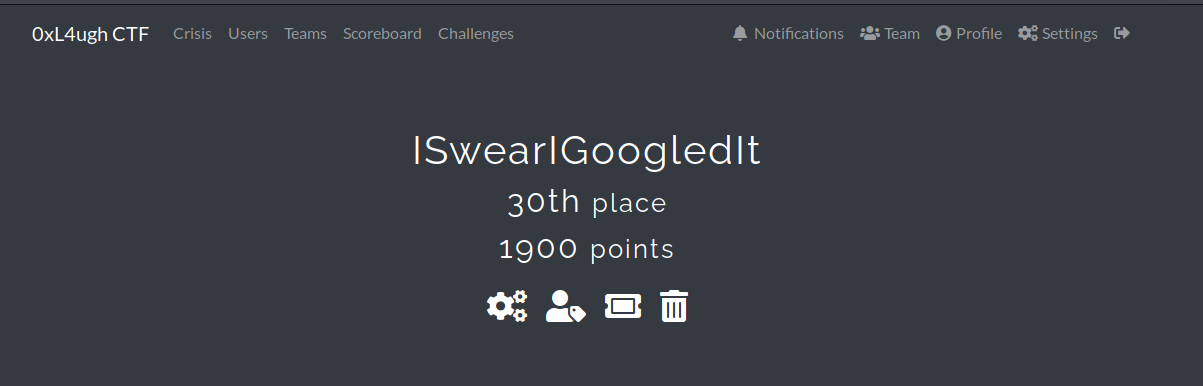 0xL4ugh CTF Crisis Users Teams Scoreboard Challenges Notifications Team Profile Settings
ISwearIGoogledIt
30th place
1900 points